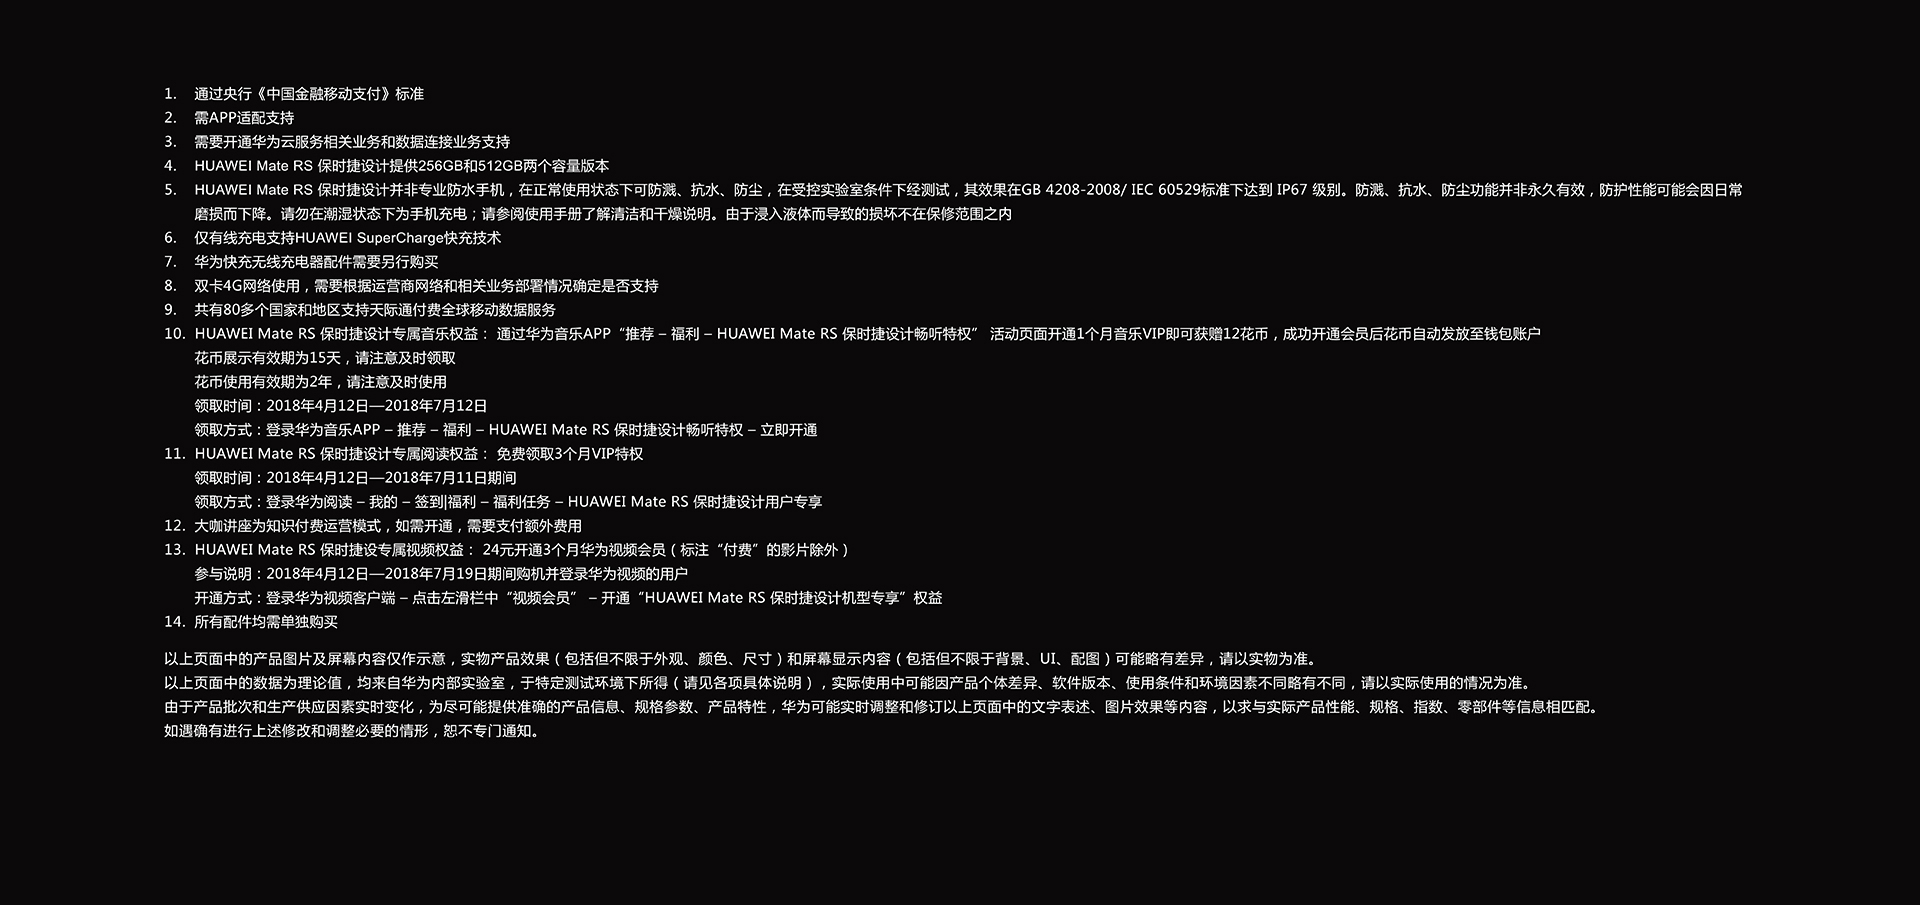 1. 通过央行《中国金融移动支付》标准
2. 需APP适配支持
3. 需要开通华为云服务相关业务和数据连接业务支持
4. HUAWEI Mate RS 保时捷设计提供256GB和512GB两个容量版本
5. HUAWEI Mate RS 保时捷设计并非专业防水手机，在正常使用状态下可防溅、抗水、防尘，在受控实验室条件下经测试，其效果在GB 4208-2008/ IEC 60529标准下达到 IP67 级别。防溅、抗水、防尘功能并非永久有效，防护性能可能会因日常
磨损而下降。请勿在潮湿状态下为手机充电；请参阅使用手册了解清洁和干燥说明。由于浸入液体而导致的损坏不在保修范围之内
6. 仅有线充电支持HUAWEI SuperCharge快充技术
7. 华为快充无线充电器配件需要另行购买
8. 双卡4G网络使用，需要根据运营商网络和相关业务部署情况确定是否支持
9. 共有80多个国家和地区支持天际通付费全球移动数据服务
10. HUAWEI Mate RS 保时捷设计专属音乐权益： 通过华为音乐APP“推荐 – 福利 – HUAWEI Mate RS 保时捷设计畅听特权” 活动页面开通1个月音乐VIP即可获赠12花币，成功开通会员后花币自动发放至钱包账户
花币展示有效期为15天，请注意及时领取
花币使用有效期为2年，请注意及时使用
领取时间：2018年4月12日—2018年7月12日
领取方式：登录华为音乐APP – 推荐 – 福利 – HUAWEI Mate RS 保时捷设计畅听特权 – 立即开通
11. HUAWEI Mate RS 保时捷设计专属阅读权益： 免费领取3个月VIP特权
领取时间：2018年4月12日—2018年7月11日期间
领取方式：登录华为阅读 – 我的 – 签到|福利 – 福利任务 – HUAWEI Mate RS 保时捷设计用户专享
12. 大咖讲座为知识付费运营模式，如需开通，需要支付额外费用
13. HUAWEI Mate RS 保时捷设专属视频权益： 24元开通3个月华为视频会员（标注“付费”的影片除外）
参与说明：2018年4月12日—2018年7月19日期间购机并登录华为视频的用户
开通方式：登录华为视频客户端 – 点击左滑栏中“视频会员” – 开通“HUAWEI Mate RS 保时捷设计机型专享”权益
14. 所有配件均需单独购买
以上页面中的产品图片及屏幕内容仅作示意，实物产品效果（包括但不限于外观、颜色、尺寸）和屏幕显示内容（包括但不限于背景、UI、配图）可能略有差异，请以实物为准。
以上页面中的数据为理论值，均来自华为内部实验室，于特定测试环境下所得（请见各项具体说明），实际使用中可能因产品个体差异、软件版本、使用条件和环境因素不同略有不同，请以实际使用的情况为准。
由于产品批次和生产供应因素实时变化，为尽可能提供准确的产品信息、规格参数、产品特性，华为可能实时调整和修订以上页面中的文字表述、图片效果等内容，以求与实际产品性能、规格、指数、零部件等信息相匹配。
如遇确有进行上述修改和调整必要的情形，恕不专门通知。